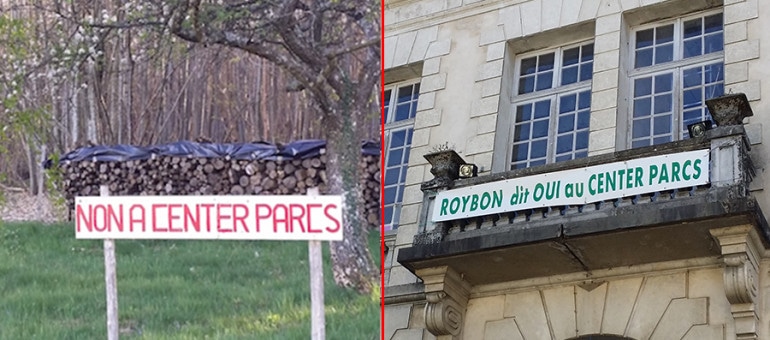 NON A CENTER PARCS
ROYBON dit OUI au CENTER PARCS